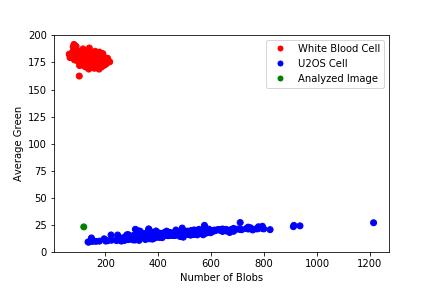 White Blood Cell
U2OS Cell
Analyzed Image
200
175
150
125
100
75
50
25
0
Average Green
200 400 600 800 1000 1200
Number of Blobs